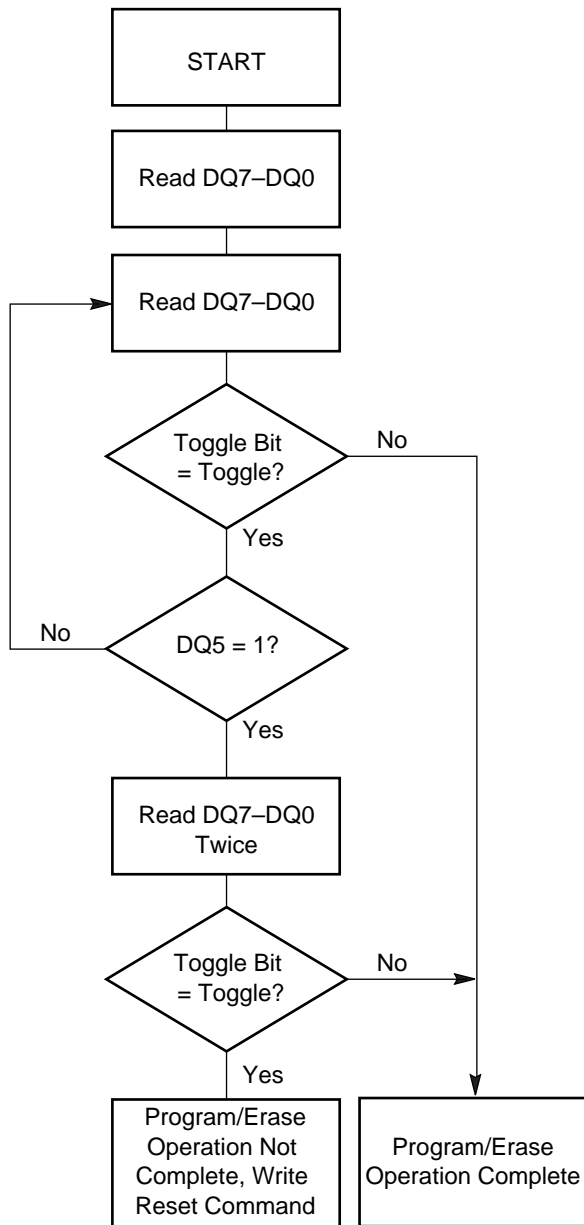 START
Read DQ7–DQ0
Read DQ7–DQ0
Toggle Bit
= Toggle?
No
Yes
No
DQ5 = 1?
Yes
Read DQ7–DQ0
Twice
Toggle Bit
= Toggle?
No
Yes
Program/Erase
Operation Not
Complete, Write
Reset Command
Program/Erase
Operation Complete